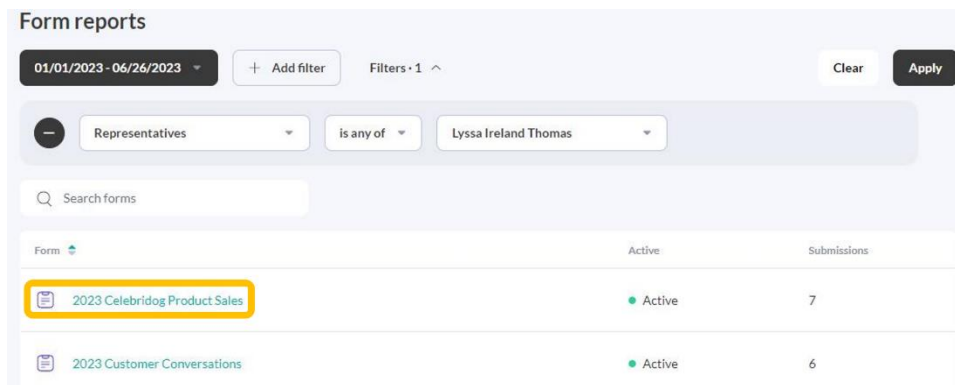 Form reports
01/01/2023 - 06/26/2023 + Add filter Filters · 1 Clear Apply
Representatives is any of Lyssa Ireland Thomas
Search forms
Form Active Submissions
2023 Celebridog Product Sales Active 7
2023 Customer Conversations Active 6